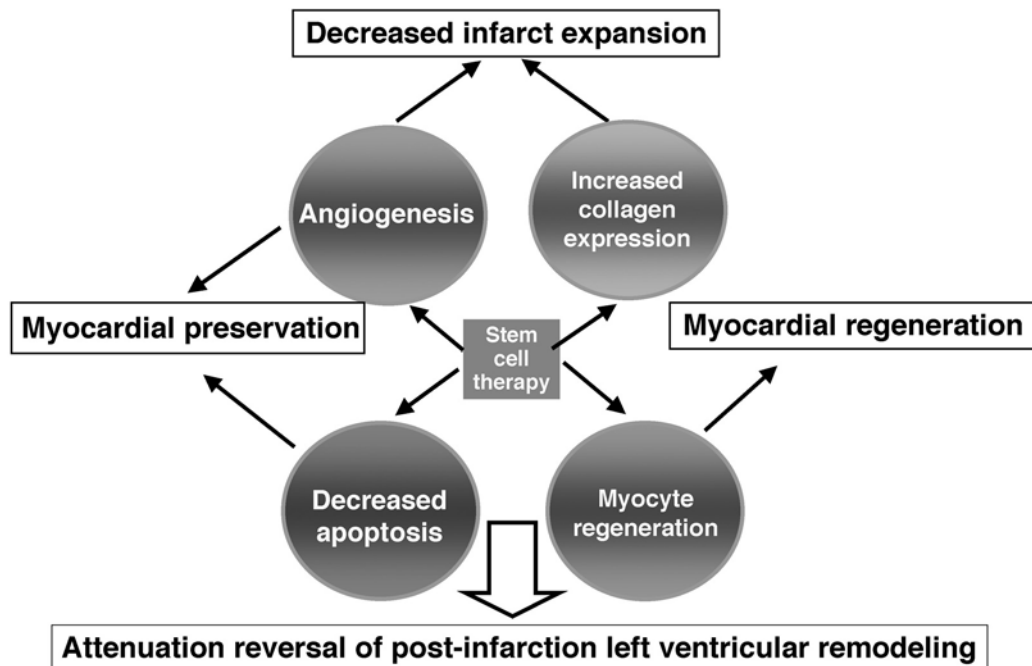 Decreased infarct expansion
Angiogenesis
Increased
collagen
expression
Myocardial preservation
Stem
cell
therapy
Myocardial regeneration
Decreased
apoptosis
Myocyte
regeneration
Attenuation reversal of post-infarction left ventricular remodeling